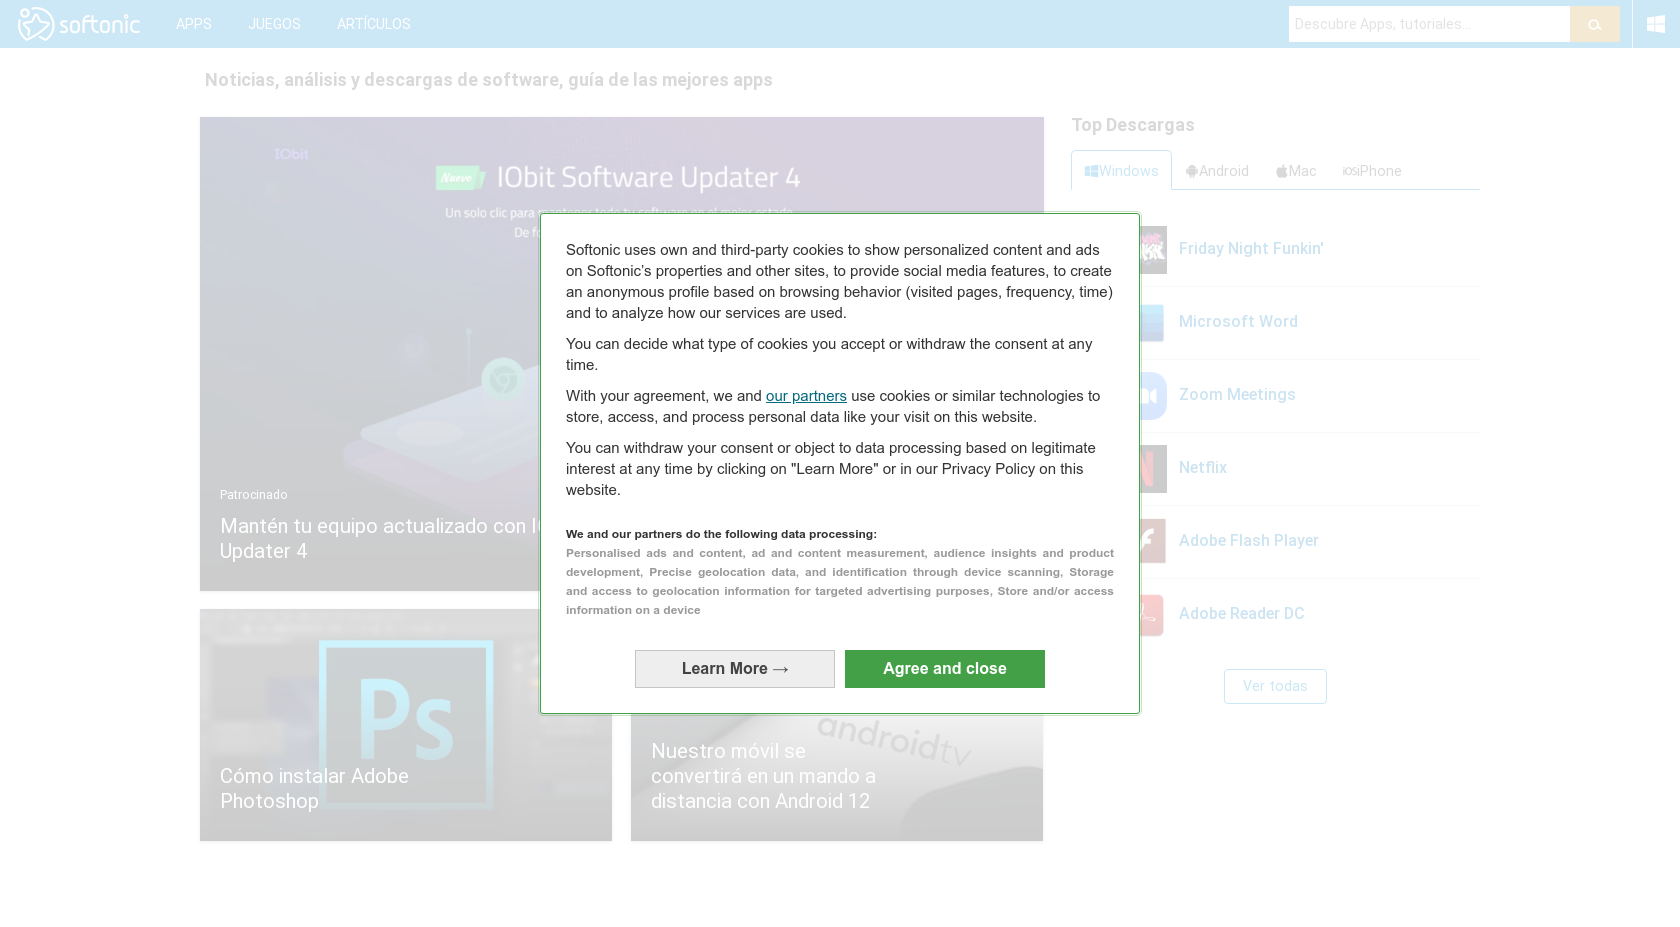 softonic
APPS
JUEGOS
ARTÍCULOS
Descubre Apps, tutoriales...
Noticias, análisis y descargas de software, guía de las mejores apps
IObit
Nuevo
IObit Software Updater 4
Patrocinado
Mantén tu equipo actualizado con
Updater 4
Softonic uses own and third-party cookies to show personalized content and ads
on Softonic’s properties and other sites, to provide social media features, to create
an anonymous profile based on browsing behavior (visited pages, frequency, time)
and to analyze how our services are used.
You can decide what type of cookies you accept or withdraw the consent at any
time.
With your agreement, we and our partners use cookies or similar technologies to
store, access, and process personal data like your visit on this website.
You can withdraw your consent or object to data processing based on legitimate
interest at any time by clicking on "Learn More" or in our Privacy Policy on this
website.
We and our partners do the following data processing:
Personalised ads and content, ad and content measurement, audience insights and product
development, Precise geolocation data, and identification through device scanning, Storage
and access to geolocation information for targeted advertising purposes, Store and/or access
information on a device
Learn More →
Agree and close
Ps
Cómo instalar Adobe
Photoshop
androidtv
Nuestro móvil se
convertirá en un mando a
distancia con Android 12
Top Descargas
Windows
Android
Mac
iPhone
Friday Night Funkin'
Microsoft Word
Zoom Meetings
Netflix
Adobe Flash Player
Adobe Reader DC
Ver todas